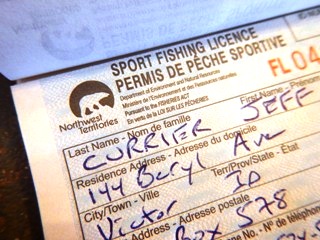 SPORT FISHING LICENCE
PERMIS DE PÊCHE SPORTIVE
Department of Environment and Natural Resources
Ministère de l'Environnement et des Ressources naturelles
Pursuant to the FISHERIES ACT
En vertu de la LOI SUR LES PÊCHERIES
FL 04
Northwest
Territories
Last Name - Nom de famille
First Name - Prénom
CURRIER JEFF
Residence Address - Adresse du domicile
144 Beryl Ave
City/Town - Ville
Terr/Prov/State - État
Victor ID
Adresse postale
Box 578
N° de téléphone